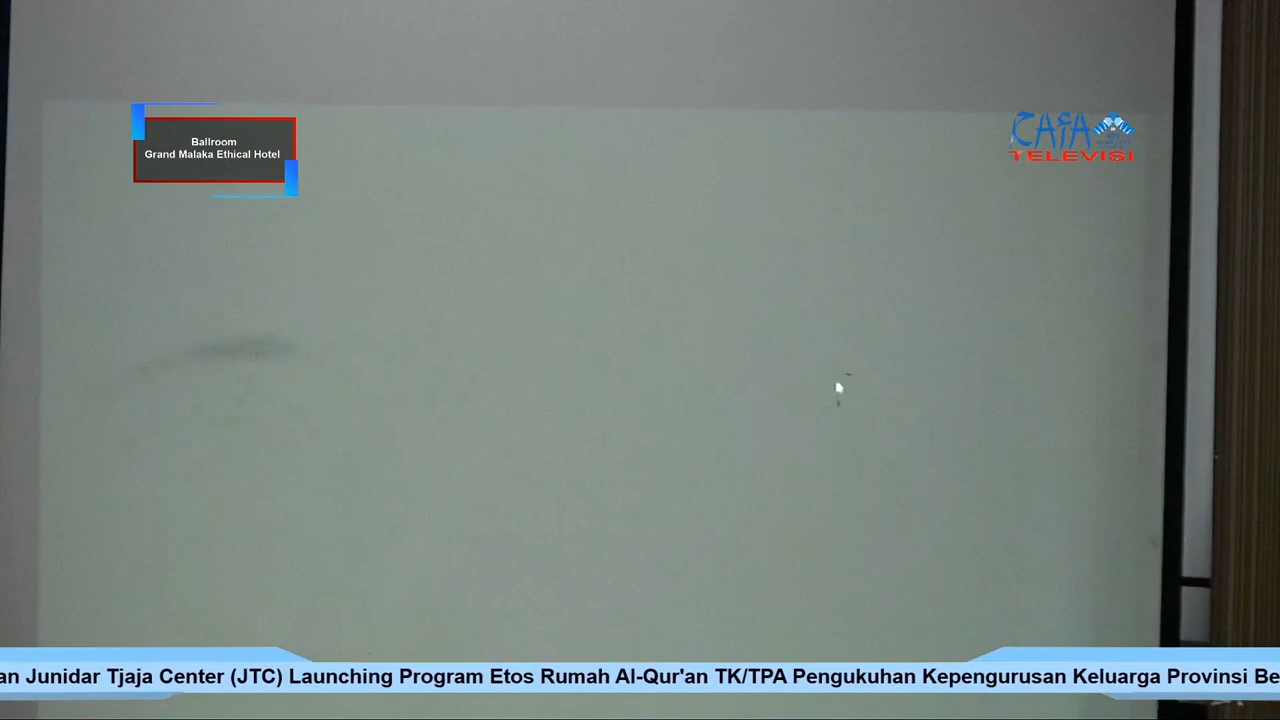 Ballroom
Grand Malaka Ethical Hotel
CAFA
TELEVISI
an Junidar Tjaja Center (JTC) Launching Program Etos Rumah Al-Qur'an TK/TPA Pengukuhan Kepengurusan Keluarga Provinsi Be